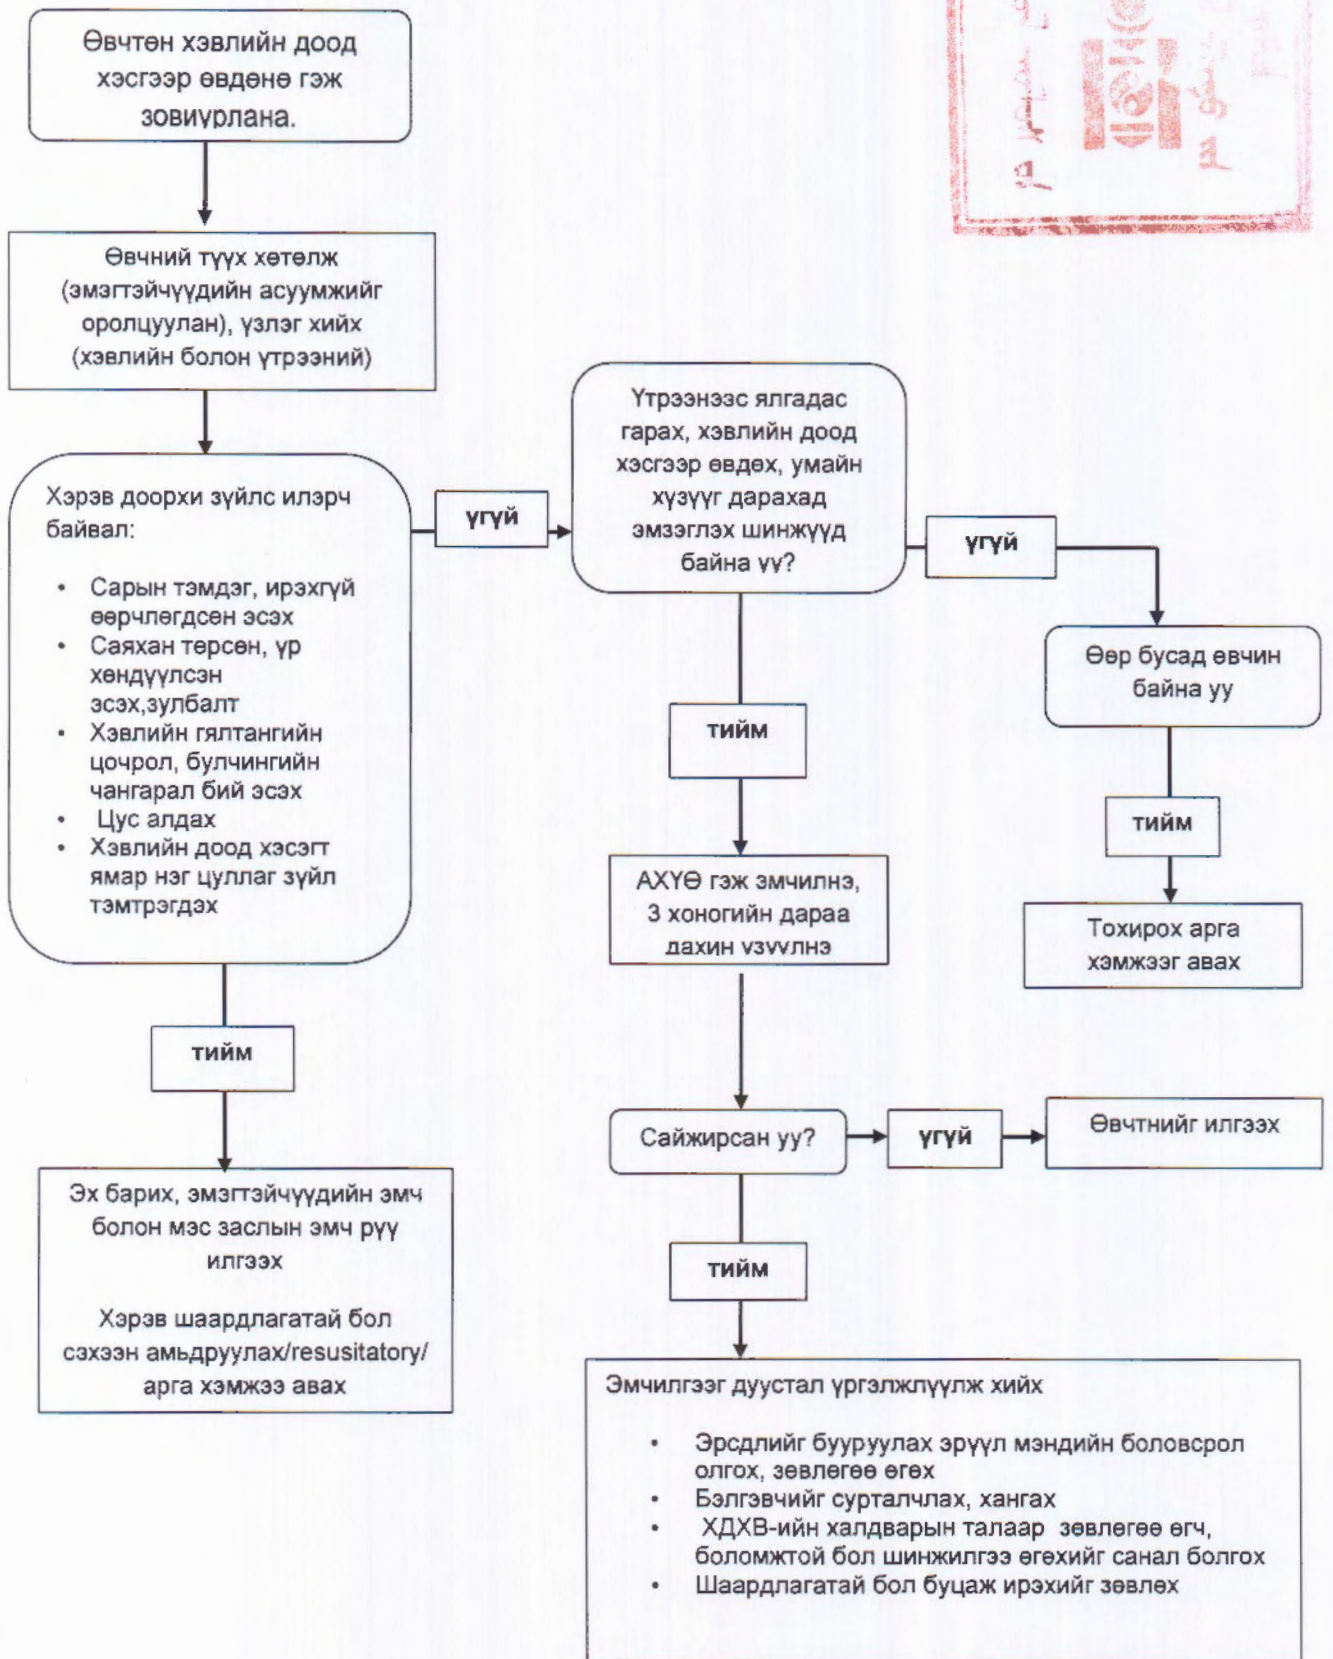 Өвчтөн хэвлийн доод
хэсгээр өвдөнө гэж
зовиурлана.
Өвчний түүх хөтөлж
(эмэгтэйчүүдийн асуумжийг
оролцуулан), үзлэг хийх
(хэвлийн болон үтрээний)
Хэрэв доорхи зүйлс илэрч
байвал:
• Сарын тэмдэг, ирэхгүй
өөрчлөгдсөн эсэх
• Саяхан төрсөн, үр
хөндүүлсэн
эсэх,зулбалт
• Хэвлийн гялтангийн
цочрол, булчингийн
чангарал бий эсэх
• Цус алдах
• Хэвлийн доод хэсэгт
ямар нэг цуллаг зүйл
тэмтрэгдэх
тийм
Эх барих, эмэгтэйчүүдийн эмч
болон мэс заслын эмч рүү
илгээх
Хэрэв шаардлагатай бол
сэхээн амьдруулах/resusitatory/
арга хэмжээ авах
үгүй
Үтрээнээс ялгадас
гарах, хэвлийн доод
хэсгээр өвдөх, умайн
хүзүүг дарахад
эмзэглэх шинжүүд
байна уу?
үгүй
Өөр бусад өвчин
байна уу
тийм
Тохирох арга
хэмжээг авах
тийм
АХҮӨ гэж эмчилнэ,
3 хоногийн дараа
дахин үзүүлнэ
Сайжирсан уу?
үгүй
Өвчтнийг илгээх
тийм
Эмчилгээг дуустал үргэлжлүүлж хийх
• Эрсдлийг бууруулах эрүүл мэндийн боловсрол
олгох, зөвлөгөө өгөх
• Бэлгэвчийг сурталчлах, хангах
• ХДХВ-ийн халдварын талаар зөвлөгөө өгч,
боломжтой бол шинжилгээ өгөхийг санал болгох
• Шаардлагатай бол буцаж ирэхийг зөвлөх